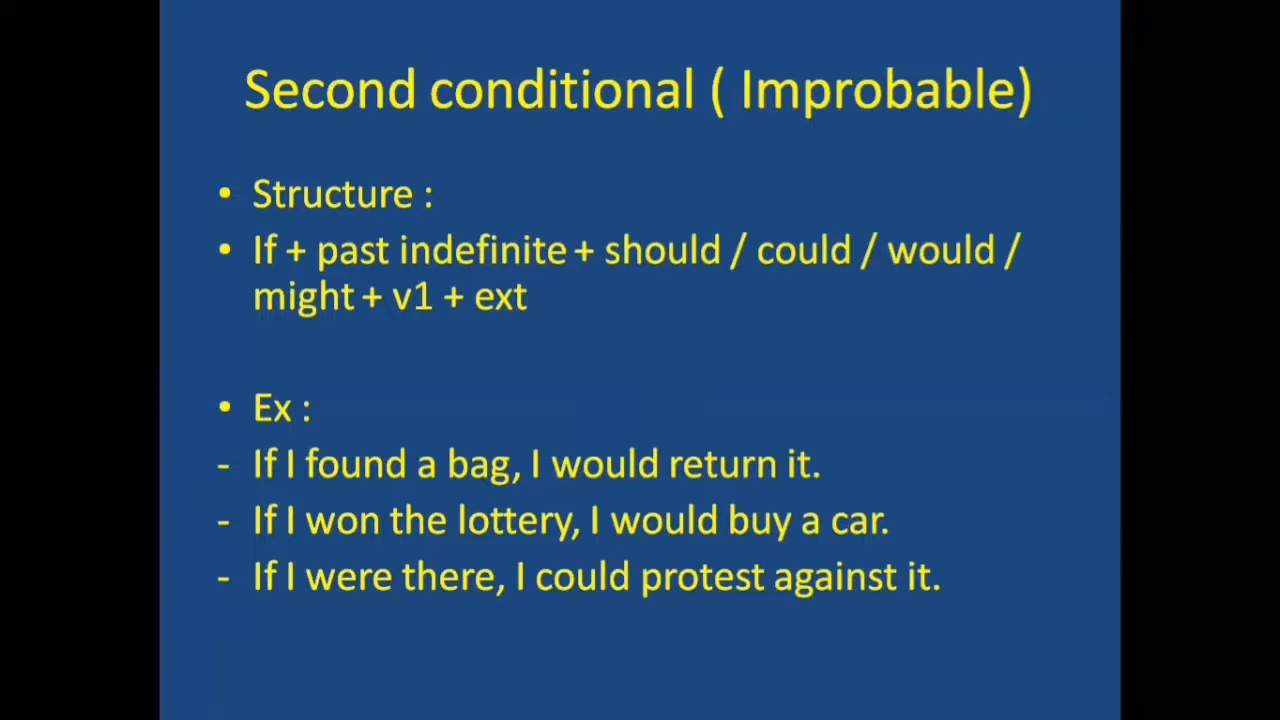 Second conditional ( Improbable)
• Structure :
• If + past indefinite + should / could / would /
might + v1 + ext
• Ex :
- If I found a bag, I would return it.
- If I won the lottery, I would buy a car.
- If I were there, I could protest against it.